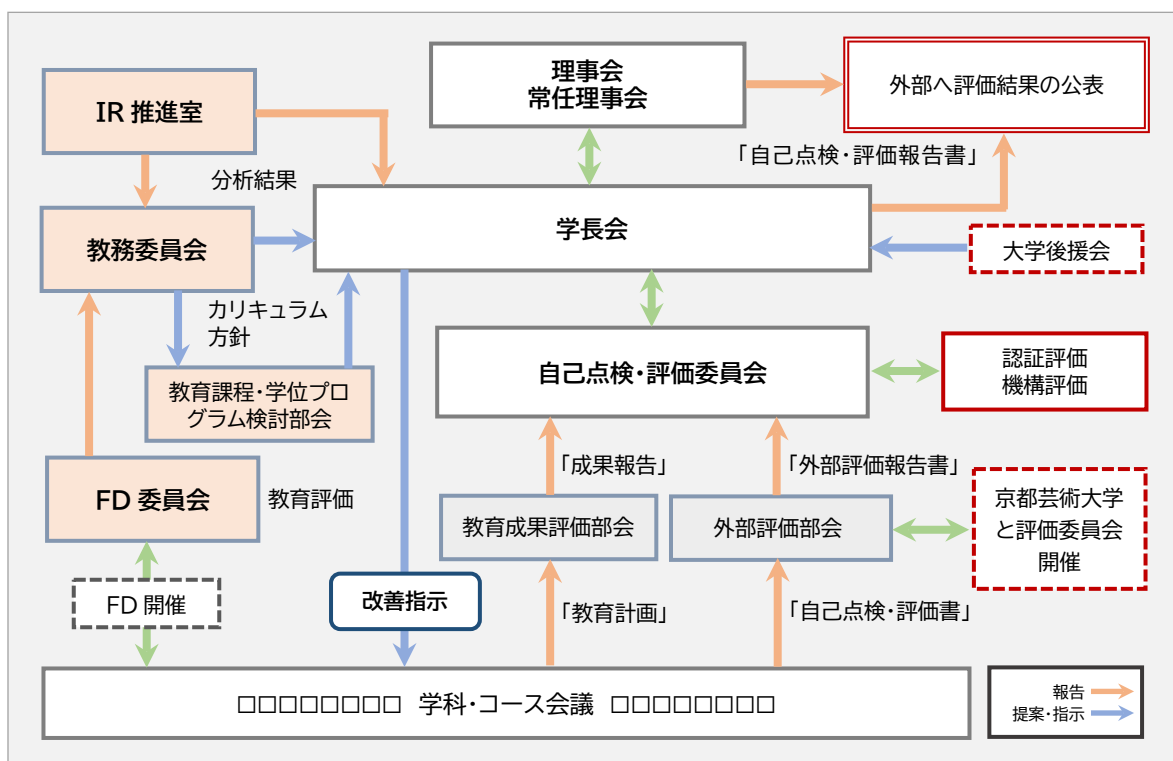 理事会
常任理事会
外部へ評価結果の公表
IR 推進室
「自己点検・評価報告書」
分析結果
学長会
教務委員会
大学後援会
カリキュラム
方針
自己点検・評価委員会
認証評価
機構評価
教育課程・学位プロ
グラム検討部会
「成果報告」
「外部評価報告書」
FD 委員会
教育評価
教育成果評価部会
外部評価部会
京都芸術大学
と評価委員会
開催
FD 開催
改善指示
「教育計画」
「自己点検・評価書」
□□□□□□□□ 学科・コース会議 □□□□□□□□
報告
提案・指示